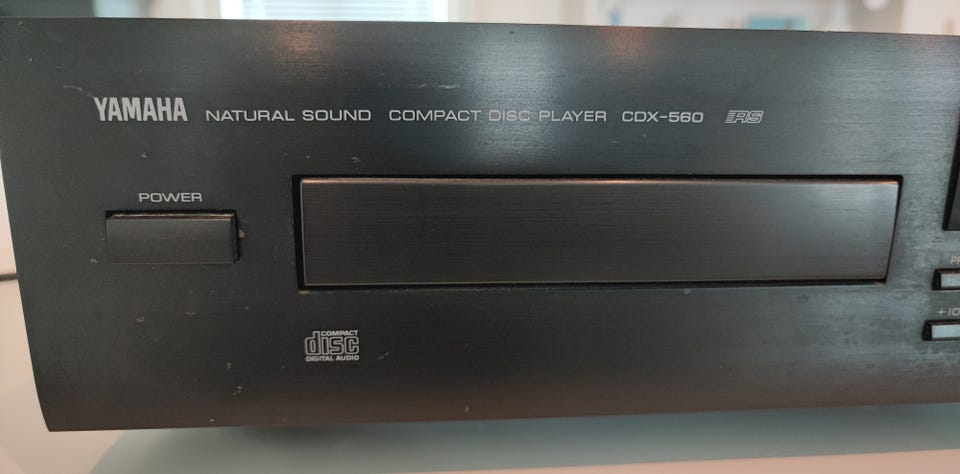 YAMAHA NATURAL SOUND COMPACT DISC PLAYER CDX-560 RS
POWER
COMPACT
disc
DIGITAL AUDIO